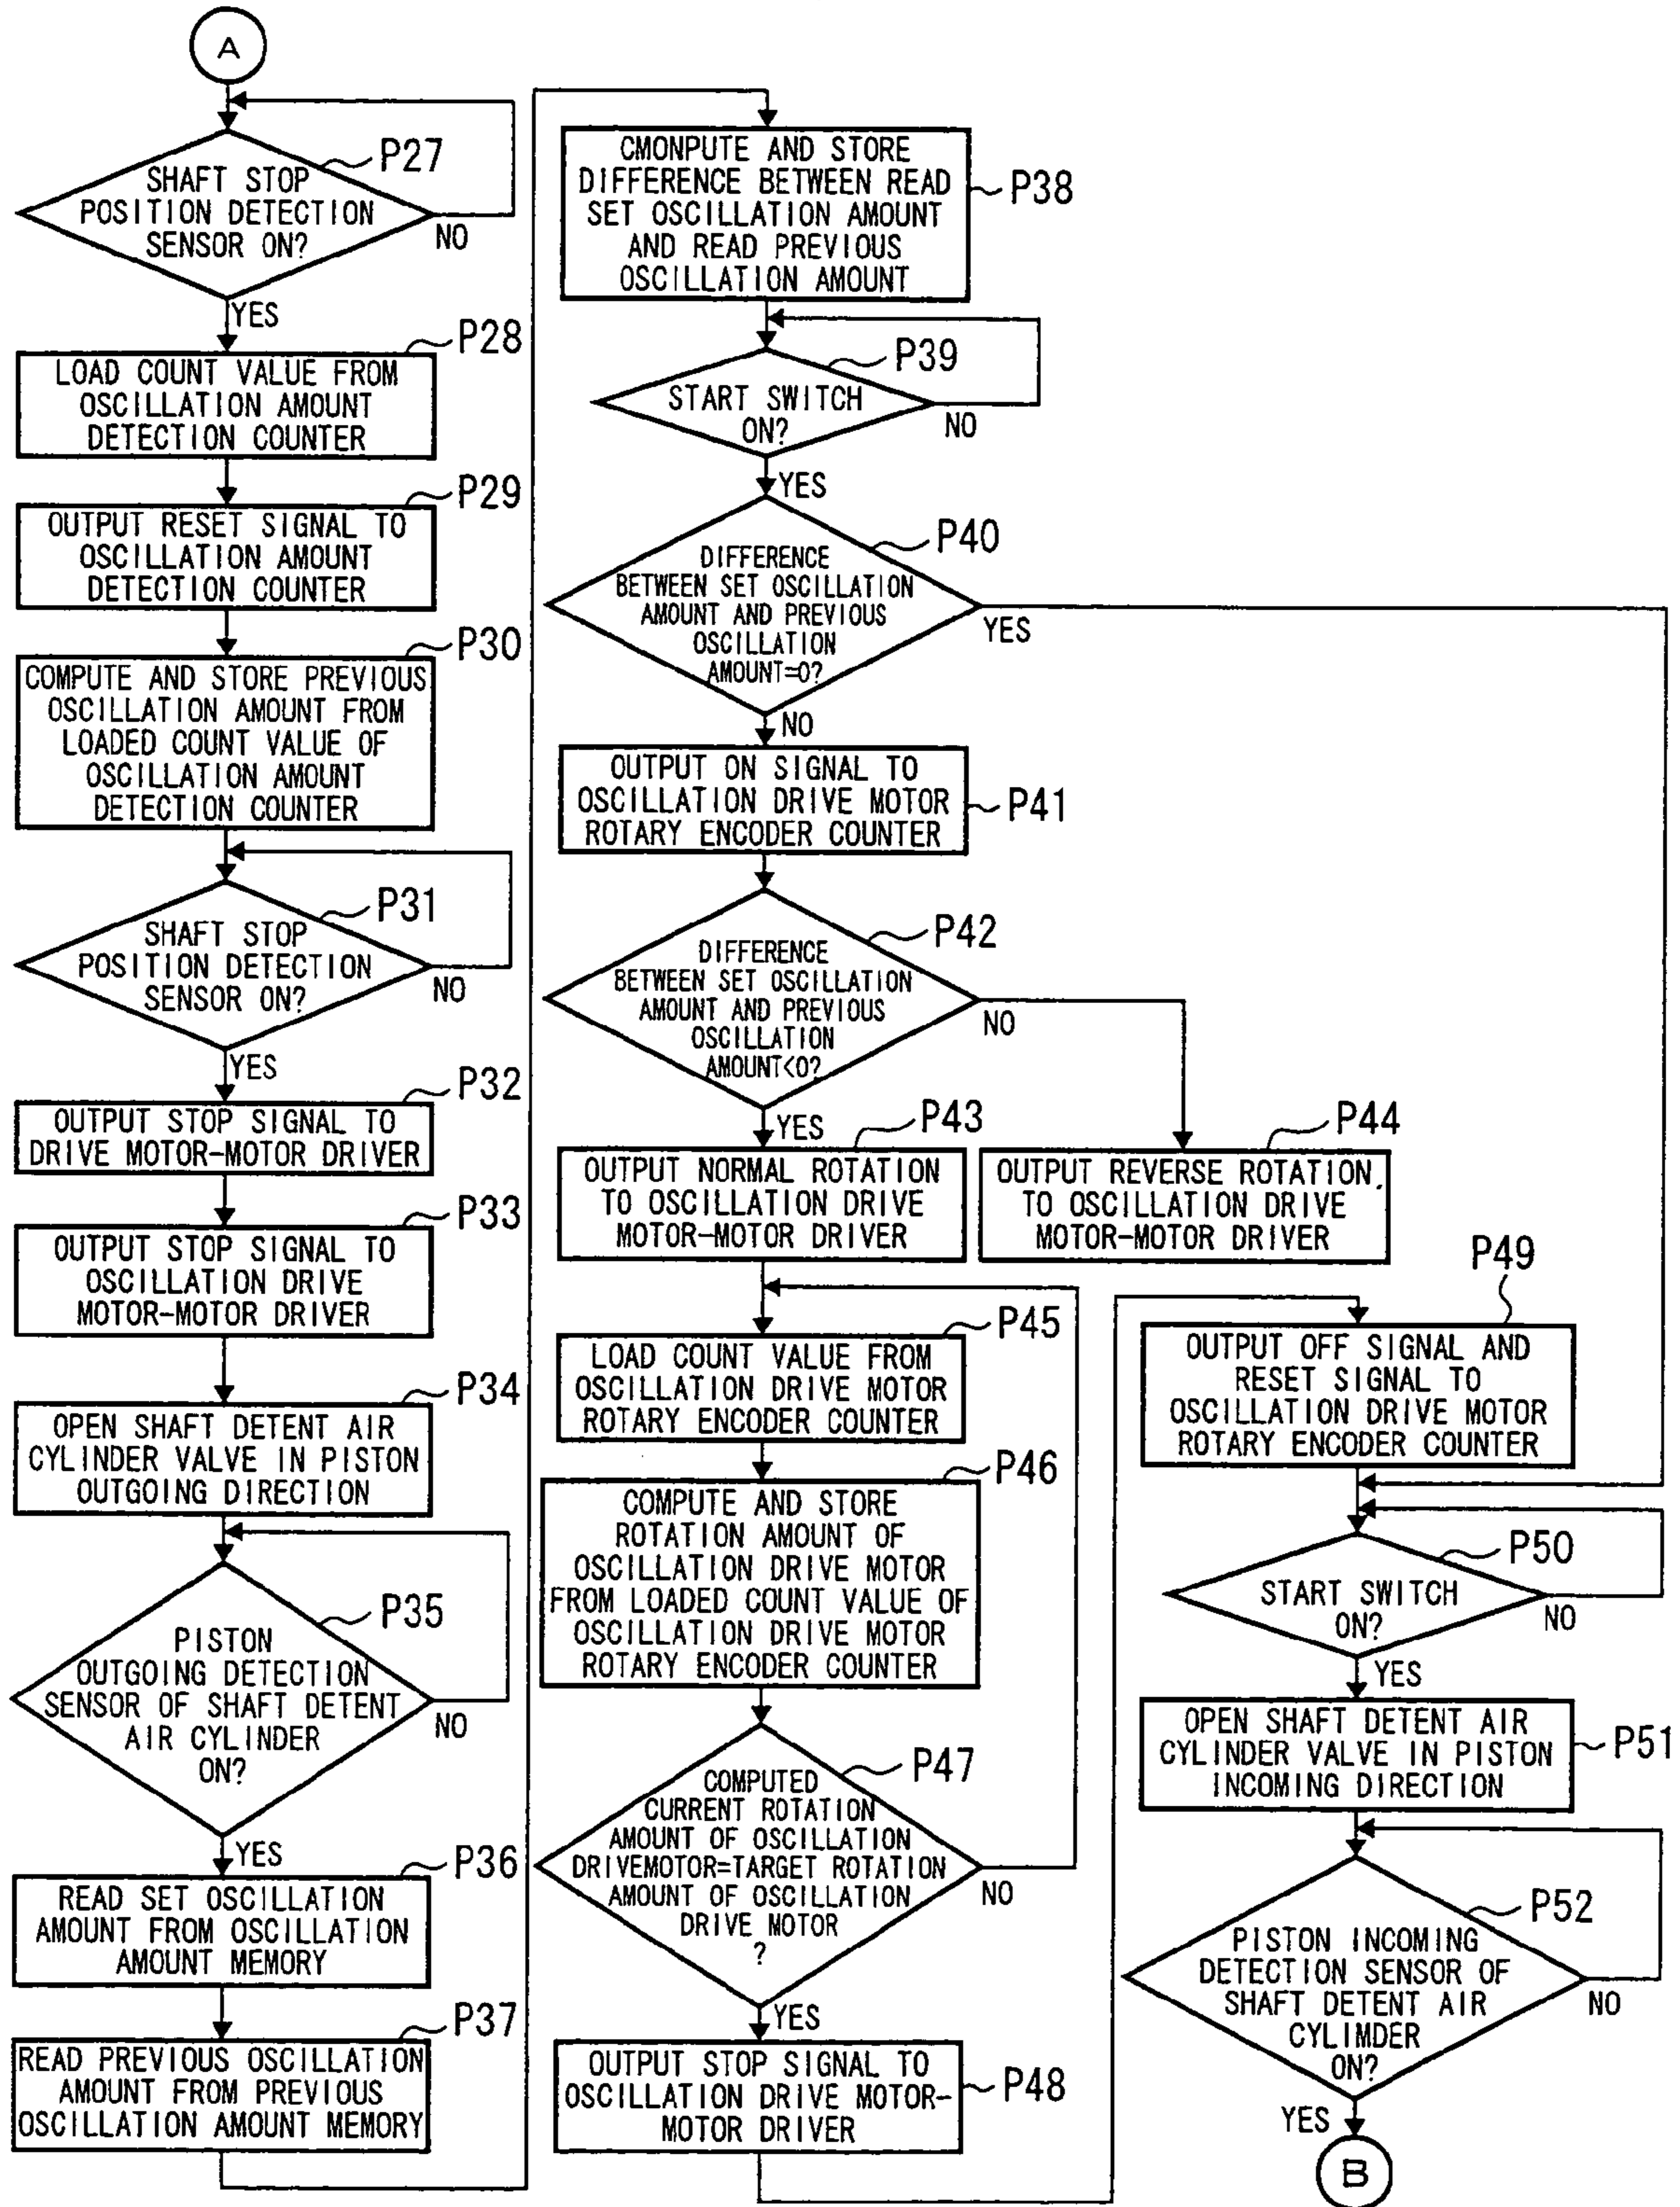 A
P27
SHAFT STOP
POSITION DETECTION
SENSOR ON?
NO
YES
P28
LOAD COUNT VALUE FROM
OSCILLATION AMOUNT
DETECTION COUNTER
P29
OUTPUT RESET SIGNAL TO
OSCILLATION AMOUNT
DETECTION COUNTER
P30
COMPUTE AND STORE PREVIOUS
OSCILLATION AMOUNT FROM
LOADED COUNT VALUE OF
OSCILLATION AMOUNT
DETECTION COUNTER
P31
SHAFT STOP
POSITION DETECTION
SENSOR ON?
NO
YES
P32
OUTPUT STOP SIGNAL TO
DRIVE MOTOR-MOTOR DRIVER
P33
OUTPUT STOP SIGNAL TO
OSCILLATION DRIVE
MOTOR-MOTOR DRIVER
P34
OPEN SHAFT DETENT AIR
CYLINDER VALVE IN PISTON
OUTGOING DIRECTION
P35
PISTON
OUTGOING DETECTION
SENSOR OF SHAFT DETENT
AIR CYLINDER
ON?
NO
YES
P36
READ SET OSCILLATION
AMOUNT FROM OSCILLATION
AMOUNT MEMORY
P37
READ PREVIOUS OSCILLATION
AMOUNT FROM PREVIOUS
OSCILLATION AMOUNT MEMORY
CMONPUTE AND STORE
DIFFERENCE BETWEEN READ
SET OSCILLATION AMOUNT
AND READ PREVIOUS
OSCILLATION AMOUNT
P38
P39
START SWITCH
ON?
NO
YES
P40
DIFFERENCE
BETWEEN SET OSCILLATION
AMOUNT AND PREVIOUS
OSCILLATION
AMOUNT=0?
YES
NO
OUTPUT ON SIGNAL TO
OSCILLATION DRIVE MOTOR
ROTARY ENCODER COUNTER
P41
P42
DIFFERENCE
BETWEEN SET OSCILLATION
AMOUNT AND PREVIOUS
OSCILLATION
AMOUNT<0?
NO
YES
P43
OUTPUT NORMAL ROTATION
TO OSCILLATION DRIVE
MOTOR-MOTOR DRIVER
P44
OUTPUT REVERSE ROTATION
TO OSCILLATION DRIVE
MOTOR-MOTOR DRIVER
P45
LOAD COUNT VALUE FROM
OSCILLATION DRIVE MOTOR
ROTARY ENCODER COUNTER
P46
COMPUTE AND STORE
ROTATION AMOUNT OF
OSCILLATION DRIVE MOTOR
FROM LOADED COUNT VALUE OF
OSCILLATION DRIVE MOTOR
ROTARY ENCODER COUNTER
P47
COMPUTED
CURRENT ROTATION
AMOUNT OF OSCILLATION
DRIVEMOTOR=TARGET ROTATION
AMOUNT OF OSCILLATION
DRIVE MOTOR
?
NO
YES
OUTPUT STOP SIGNAL TO
OSCILLATION DRIVE MOTOR-
MOTOR DRIVER
P48
P49
OUTPUT OFF SIGNAL AND
RESET SIGNAL TO
OSCILLATION DRIVE MOTOR
ROTARY ENCODER COUNTER
P50
START SWITCH
ON?
NO
YES
OPEN SHAFT DETENT AIR
CYLINDER VALVE IN PISTON
INCOMING DIRECTION
P51
P52
PISTON INCOMING
DETECTION SENSOR OF
SHAFT DETENT AIR
CYLIMDER
ON?
NO
YES
B